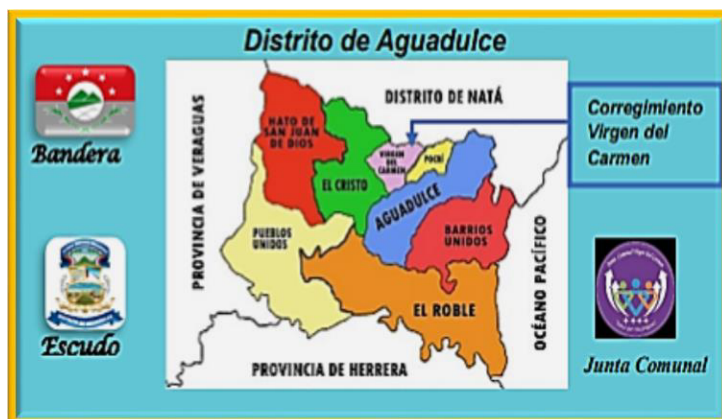 Distrito de Aguadulce
Bandera
Escudo
PROVINCIA DE VERAGUAS
DISTRITO DE NATÁ
HATO DE
SAN JUAN
DE DIOS
EL CRISTO
VIRGEN
DEL
CARMEN
POCRÍ
AGUADULCE
PUEBLOS
UNIDOS
BARRIOS
UNIDOS
EL ROBLE
OCÉANO PACÍFICO
PROVINCIA DE HERRERA
Corregimiento
Virgen del
Carmen
Junta Comunal